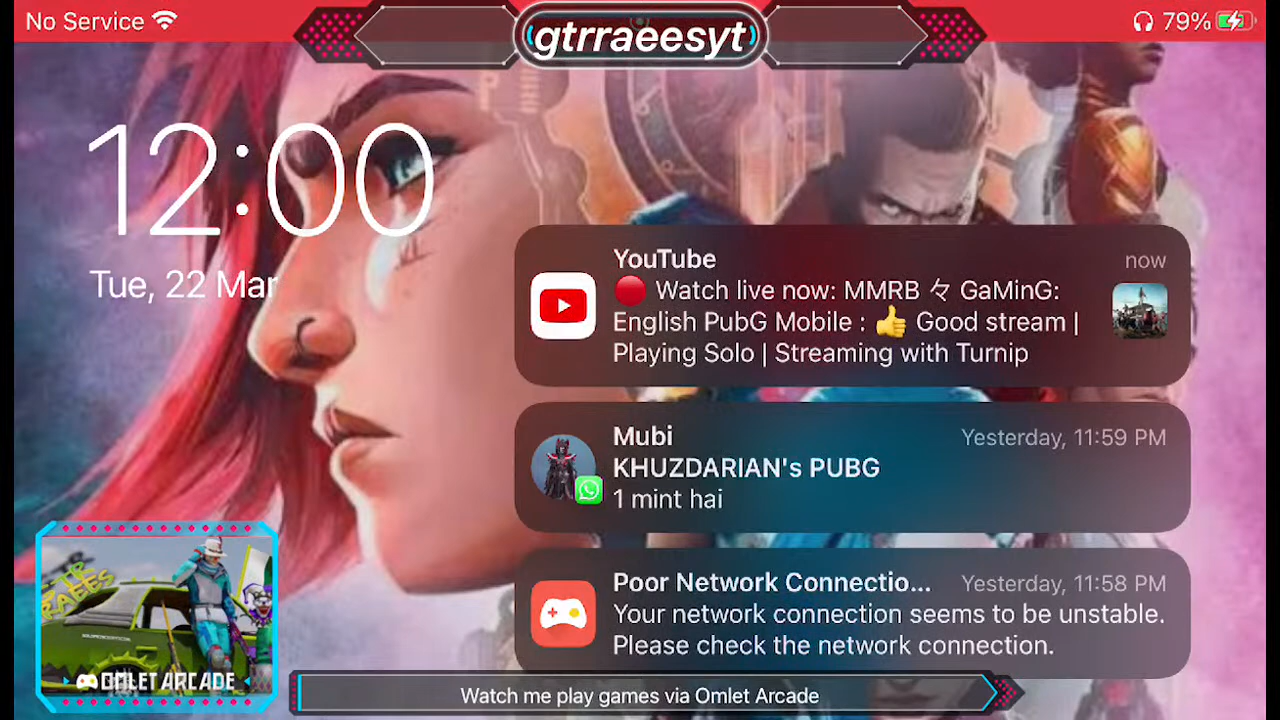 No Service
gtrraeesyt
79%
12:00
Tue, 22 Mar
YouTube
now
🔴 Watch live now: MMRB 々 GaMinG:
English PubG Mobile : 👍 Good stream |
Playing Solo | Streaming with Turnip
Mubi
Yesterday, 11:59 PM
KHUZDARIAN's PUBG
1 mint hai
Poor Network Connectio...
Yesterday, 11:58 PM
Your network connection seems to be unstable.
Please check the network connection.
OMLET ARCADE
Watch me play games via Omlet Arcade